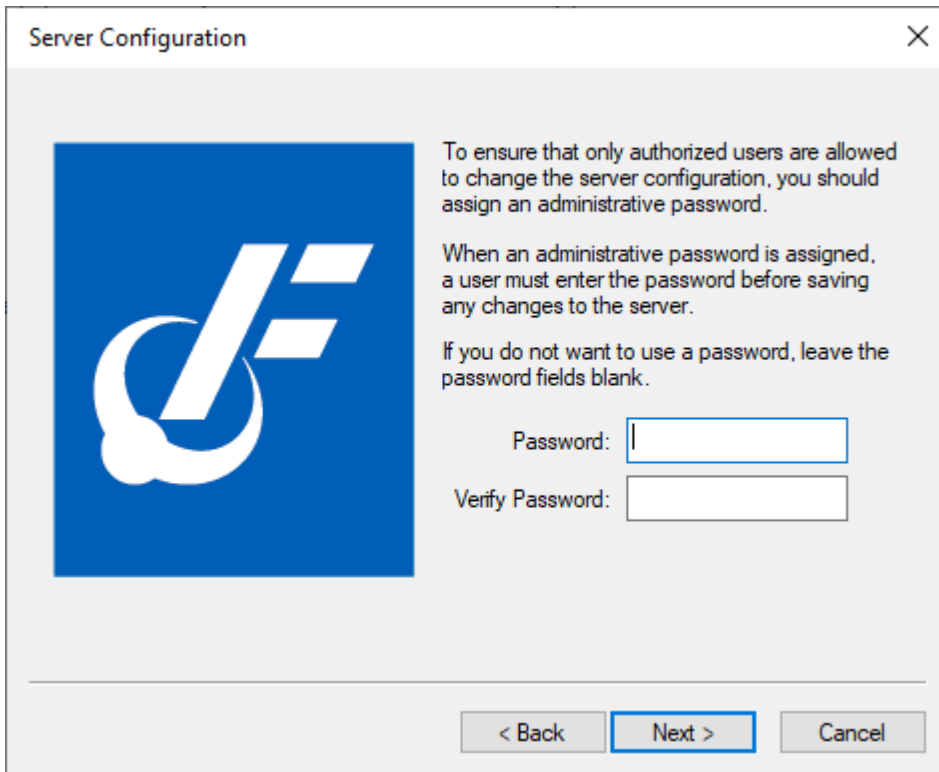 Server Configuration
To ensure that only authorized users are allowed
to change the server configuration, you should
assign an administrative password.
When an administrative password is assigned,
a user must enter the password before saving
any changes to the server.
If you do not want to use a password, leave the
password fields blank.
Password:
Verify Password:
< Back Next > Cancel